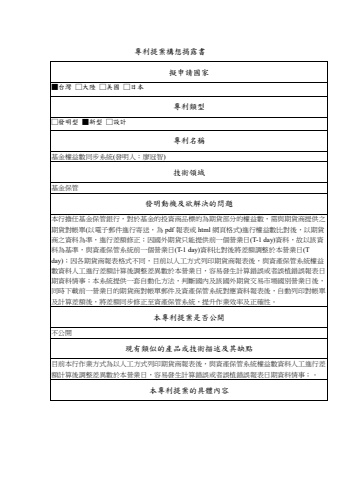 專利提案構想揭露書
擬申請國家
■台灣 □大陸 □美國 □日本
專利類型
□發明型 ■新型 □設計
專利名稱
基金權益數同步系統(發明人：廖冠智)
技術領域
基金保管
發明動機及欲解決的問題
本行擔任基金保管銀行，對於基金的投資商品標的為期貨部分的權益數，需與期貨商提供之
期貨對帳單(以電子郵件進行寄送，為 pdf 報表或 html 網頁格式)進行權益數比對後，以期貨
商之資料為準，進行差額修正；因國外期貨只能提供前一個營業日(T-1 day)資料，故以該資
料為基準，與資產保管系統前一個營業日(T-1 day)資料比對後將差額調整於本營業日(T
day)；因各期貨商報表格式不同，目前以人工方式列印期貨商報表後，與資產保管系統權益
數資料人工進行差額計算後調整差異數於本營業日，容易發生計算錯誤或者誤植錯誤報表日
期資料情事；本系統提供一套自動化方法，判斷國內及該國外期貨交易市場國別營業日後，
同時下載前一營業日的期貨商對帳單郵件及資產保管系統對應資料報表後，自動列印對帳單
及計算差額後，將差額同步修正至資產保管系統，提升作業效率及正確性。
本專利提案是否公開
不公開
現有類似的產品或技術描述及其缺點
目前本行作業方式為以人工方式列印期貨商報表後，與資產保管系統權益數資料人工進行差
額計算後調整差異數於本營業日，容易發生計算錯誤或者誤植錯誤報表日期資料情事；。
本專利提案的具體內容